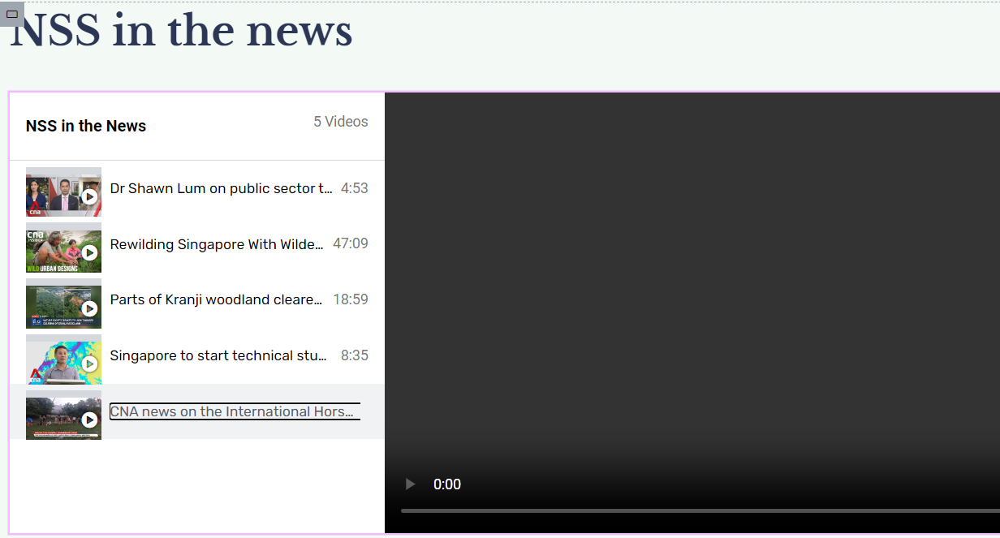 NSS in the news
NSS in the News
5 Videos
Dr Shawn Lum on public sector t...
4:53
cna
Rewilding Singapore With Wilde...
47:09
cna
INSIDER
WILD URBAN DESIGNS
Parts of Kranji woodland cleare...
18:59
Singapore to start technical stu...
8:35
cna
CNA news on the International Hors...
0:00